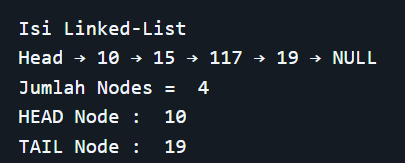 Isi Linked-List
Head → 10 → 15 → 117 → 19 → NULL
Jumlah Nodes =  4
HEAD Node :  10
TAIL Node :  19